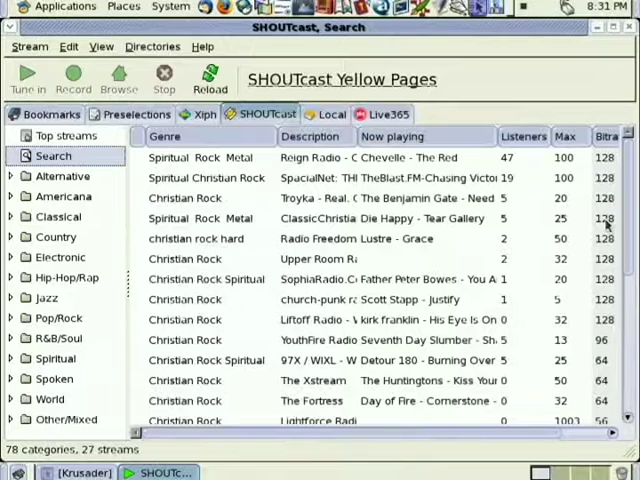 Applications Places System 8:31 PM
SHOUTcast, Search
Stream Edit View Directories Help
Tune in Record Browse Stop Reload SHOUTcast Yellow Pages
Bookmarks Preselections Xiph SHOUTcast Local Live365
Top streams
Search
Alternative
Americana
Classical
Country
Electronic
Hip-Hop/Rap
Jazz
Pop/Rock
R&B/Soul
Spiritual
Spoken
World
Other/Mixed
Genre Description Now playing Listeners Max Bitra
Spiritual Rock Metal Reign Radio - C Chevelle - The Red 47 100 128
Spiritual Christian Rock SpacialNet: THE TheBlast.FM-Chasing Victor 19 100 128
Christian Rock Troyka - Real. C The Benjamin Gate - Need 5 20 128
Spiritual Rock Metal ClassicChristia Die Happy - Tear Gallery 5 25 128
christian rock hard Radio Freedom Lustre - Grace 2 50 128
Christian Rock Upper Room Ra 2 32 128
Christian Rock Spiritual SophiaRadio.Co Father Peter Bowes - You A 1 20 128
Christian Rock church-punk ra Scott Stapp - Justify 1 5 128
Christian Rock Liftoff Radio - kirk franklin - His Eye Is On 0 32 128
Christian Rock YouthFire Radio Seventh Day Slumber - Sha 5 13 96
Christian Rock Spiritual 97X / WIXL - W Detour 180 - Burning Over 5 25 64
Christian Rock The Xstream The Huntingtons - Kiss Your 0 50 64
Christian Rock The Fortress Day of Fire - Cornerstone - 0 32 64
Christian Rock Lightforce Radi 0 1003 56
78 categories, 27 streams
[Krusader] SHOUTc...